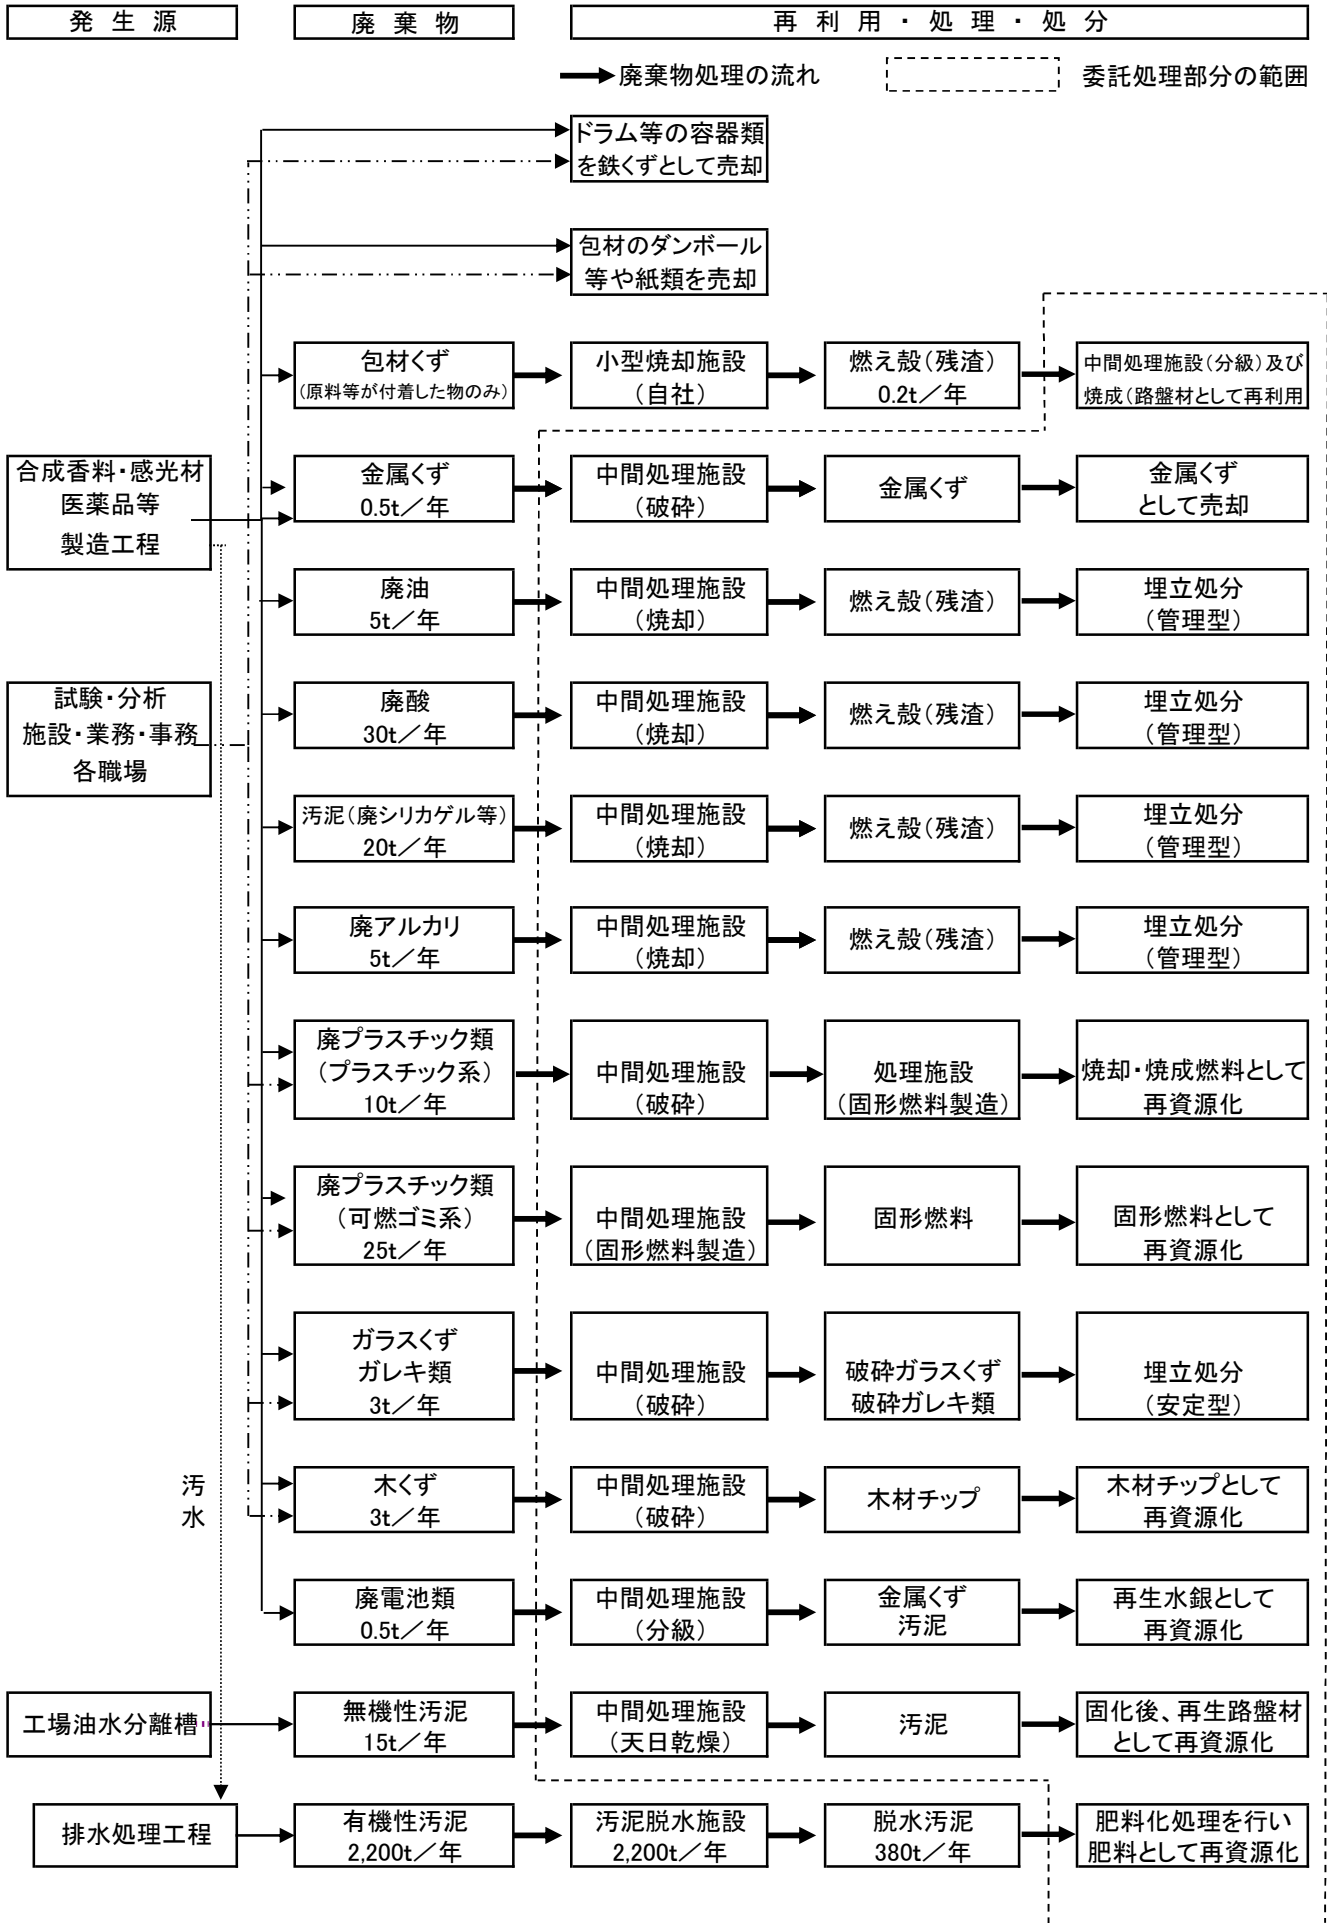 発生源
廃棄物
再利用・処理・処分
廃棄物処理の流れ
委託処理部分の範囲
ドラム等の容器類
を鉄くずとして売却
包材のダンボール
等や紙類を売却
包材くず
(原料等が付着した物のみ)
小型焼却施設
(自社)
燃え殻(残渣)
0.2t/年
中間処理施設(分級)及び
焼成(路盤材として再利用
合成香料・感光材
医薬品等
製造工程
金属くず
0.5t/年
中間処理施設
(破砕)
金属くず
金属くず
として売却
廃油
5t/年
中間処理施設
(焼却)
燃え殻(残渣)
埋立処分
(管理型)
試験・分析
施設・業務・事務
各職場
廃酸
30t/年
中間処理施設
(焼却)
燃え殻(残渣)
埋立処分
(管理型)
汚泥(廃シリカゲル等)
20t/年
中間処理施設
(焼却)
燃え殻(残渣)
埋立処分
(管理型)
廃アルカリ
5t/年
中間処理施設
(焼却)
燃え殻(残渣)
埋立処分
(管理型)
廃プラスチック類
(プラスチック系)
10t/年
中間処理施設
(破砕)
処理施設
(固形燃料製造)
焼却・焼成燃料として
再資源化
廃プラスチック類
(可燃ゴミ系)
25t/年
中間処理施設
(固形燃料製造)
固形燃料
固形燃料として
再資源化
ガラスくず
ガレキ類
3t/年
中間処理施設
(破砕)
破砕ガラスくず
破砕ガレキ類
埋立処分
(安定型)
汚
水
木くず
3t/年
中間処理施設
(破砕)
木材チップ
木材チップとして
再資源化
廃電池類
0.5t/年
中間処理施設
(分級)
金属くず
汚泥
再生水銀として
再資源化
工場油水分離槽
無機性汚泥
15t/年
中間処理施設
(天日乾燥)
汚泥
固化後、再生路盤材
として再資源化
排水処理工程
有機性汚泥
2,200t/年
汚泥脱水施設
2,200t/年
脱水汚泥
380t/年
肥料化処理を行い
肥料として再資源化